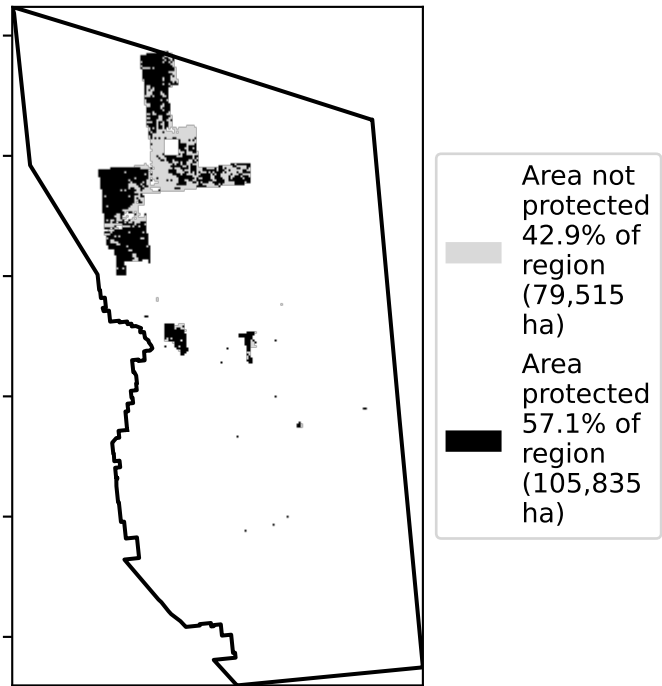 Area not
protected
42.9% of
region
(79,515
ha)
Area
protected
57.1% of
region
(105,835
ha)